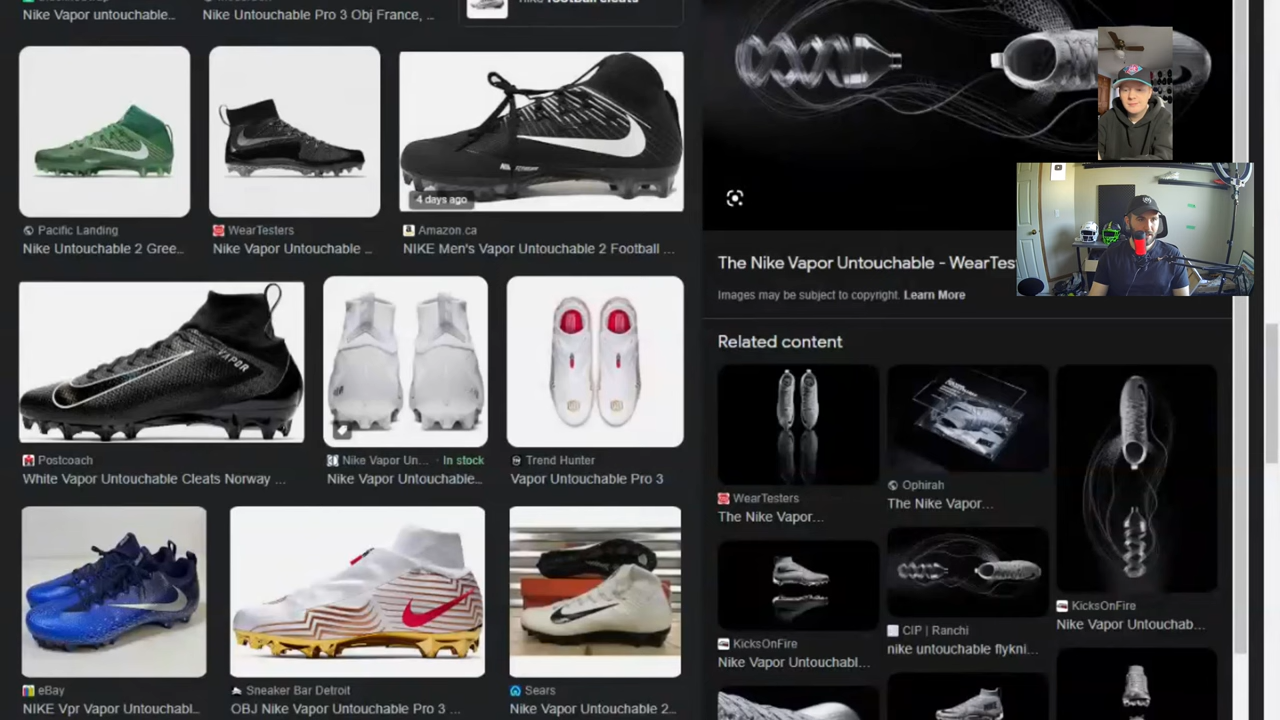 Nike Vapor untouchable...
Nike Untouchable Pro 3 Obj France, ...
Nike football cleats
Pacific Landing
Nike Untouchable 2 Gree...
WearTesters
Nike Vapor Untouchable ...
4 days ago
Amazon.ca
NIKE Men's Vapor Untouchable 2 Football ...
The Nike Vapor Untouchable - WearTes
Images may be subject to copyright. Learn More
Related content
VAPOR
Postcoach
White Vapor Untouchable Cleats Norway ...
Nike Vapor Un... · In stock
Nike Vapor Untouchable...
Trend Hunter
Vapor Untouchable Pro 3
WearTesters
The Nike Vapor...
Ophirah
The Nike Vapor...
KicksOnFire
Nike Vapor Untouchab...
KicksOnFire
Nike Vapor Untouchabl...
CIP | Ranchi
nike untouchable flykni...
eBay
NIKE Vpr Vapor Untouchabl...
Sneaker Bar Detroit
OBJ Nike Vapor Untouchable Pro 3 ...
Sears
Nike Vapor Untouchable 2...